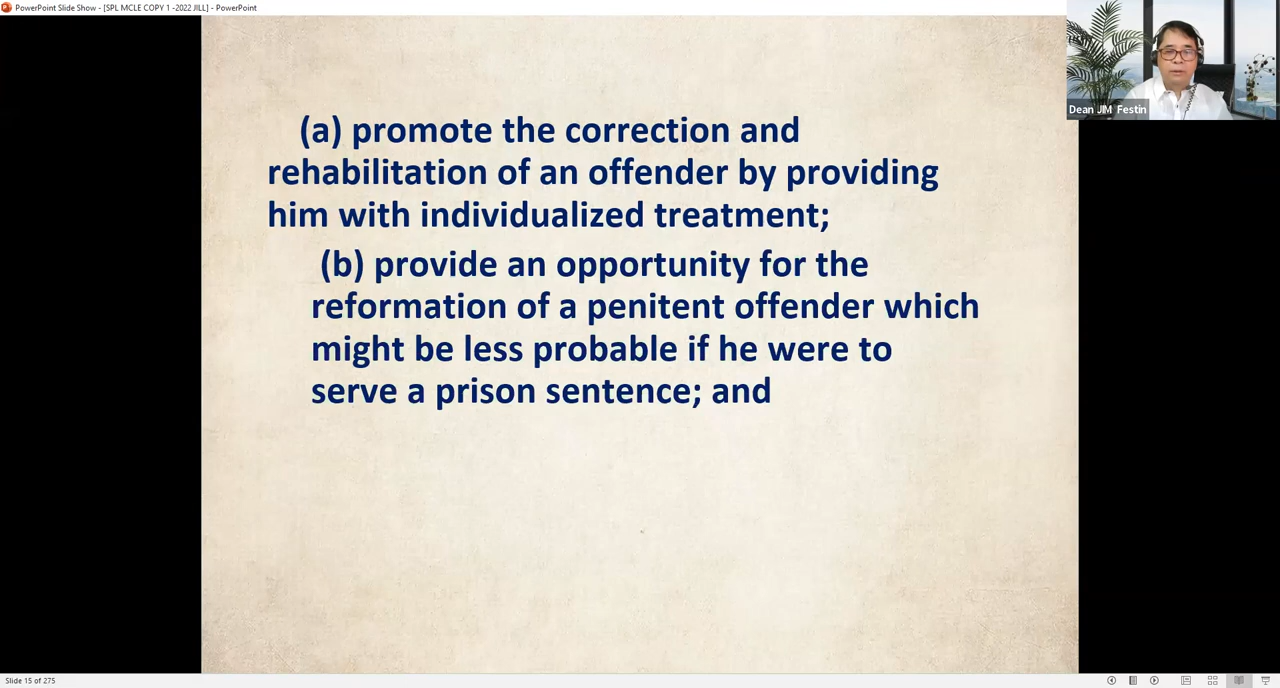 PowerPoint Slide Show - [SPL MCLE COPY 1 -2022 JILL] - PowerPoint
Dean JIM Festin
(a) promote the correction and
rehabilitation of an offender by providing
him with individualized treatment;
(b) provide an opportunity for the
reformation of a penitent offender which
might be less probable if he were to
serve a prison sentence; and
Slide 15 of 275